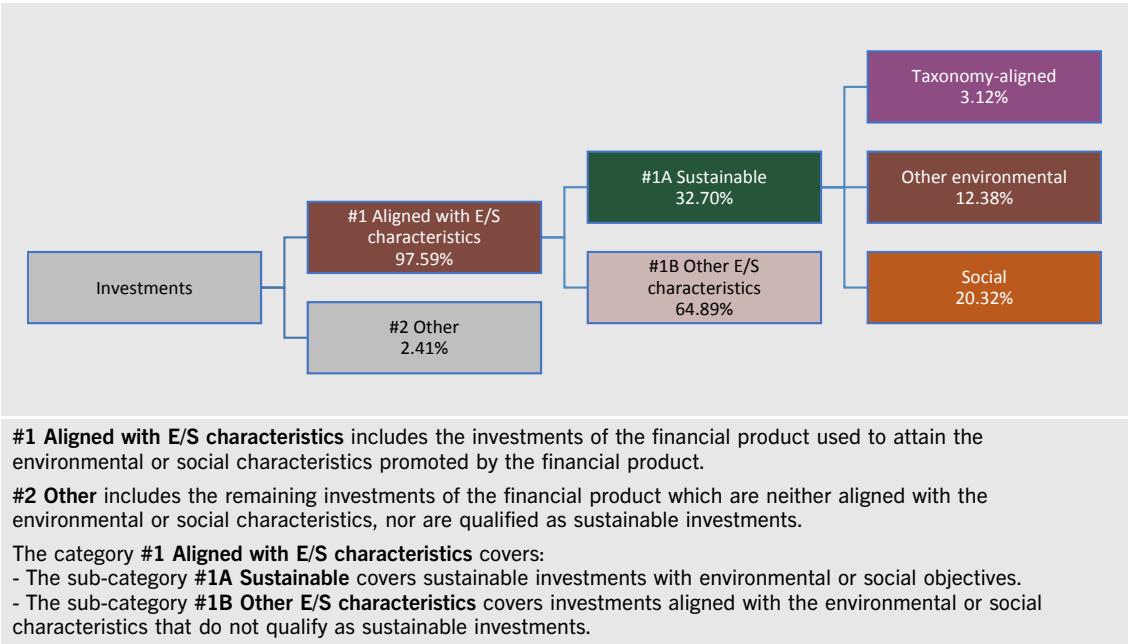 Investments
#1 Aligned with E/S
characteristics
97.59%
#2 Other
2.41%
#1A Sustainable
32.70%
#1B Other E/S
characteristics
64.89%
Taxonomy-aligned
3.12%
Other environmental
12.38%
Social
20.32%
#1 Aligned with E/S characteristics includes the investments of the financial product used to attain the
environmental or social characteristics promoted by the financial product.
#2 Other includes the remaining investments of the financial product which are neither aligned with the
environmental or social characteristics, nor are qualified as sustainable investments.
The category #1 Aligned with E/S characteristics covers:
- The sub-category #1A Sustainable covers sustainable investments with environmental or social objectives.
- The sub-category #1B Other E/S characteristics covers investments aligned with the environmental or social
characteristics that do not qualify as sustainable investments.